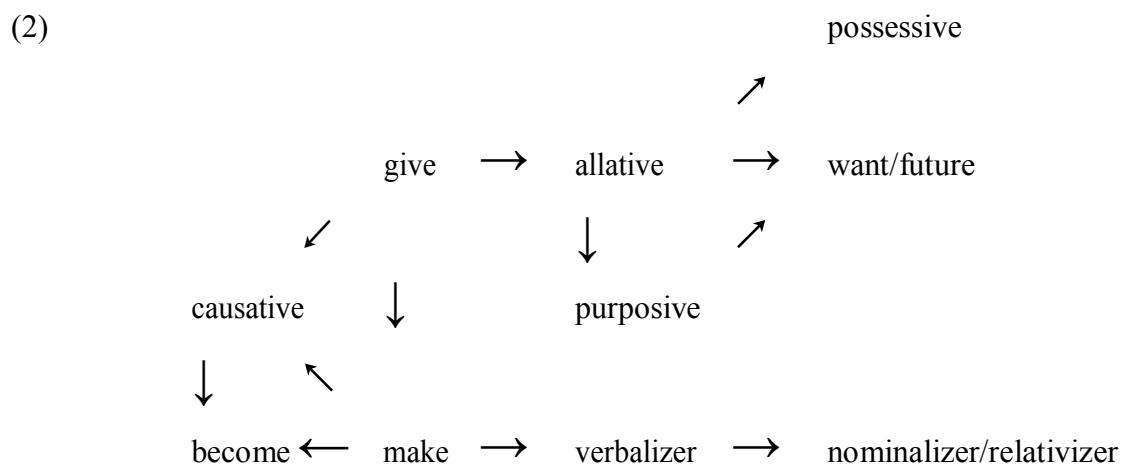 (2) possessive
↗
give → allative → want/future
↙ ↓ ↗
causative ↓ purposive
↓ ↖
become ← make → verbalizer → nominalizer/relativizer